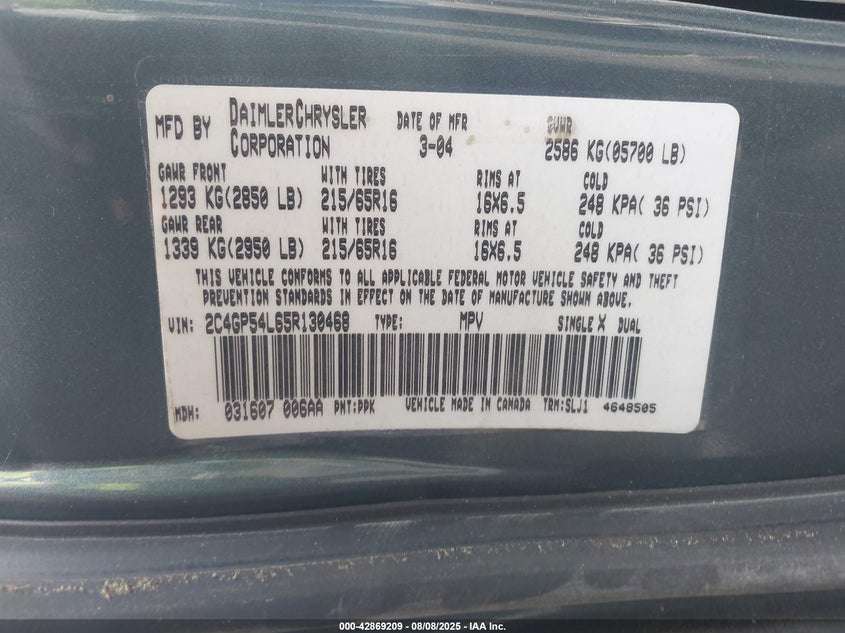 MFD BY DAIMLERCHRYSLER CORPORATION DATE OF MFR 3-04 GVWR 2586 KG(05700 LB)
GAWR FRONT WITH TIRES RIMS AT COLD
1293 KG(2850 LB) 215/65R16 16X6.5 248 KPA( 36 PSI)
GAWR REAR WITH TIRES RIMS AT COLD
1339 KG(2950 LB) 215/65R16 16X6.5 248 KPA( 36 PSI)
THIS VEHICLE CONFORMS TO ALL APPLICABLE FEDERAL MOTOR VEHICLE SAFETY AND THEFT
PREVENTION STANDARDS IN EFFECT ON THE DATE OF MANUFACTURE SHOWN ABOVE.
VIN: 2C4GP54L65R130468 TYPE: MPV SINGLE X DUAL
MDH: 031607 006AA PNT:PPK VEHICLE MADE IN CANADA TRM:SLJ1 4648505
000-42869209 - 08/08/2025 - IAA Inc.